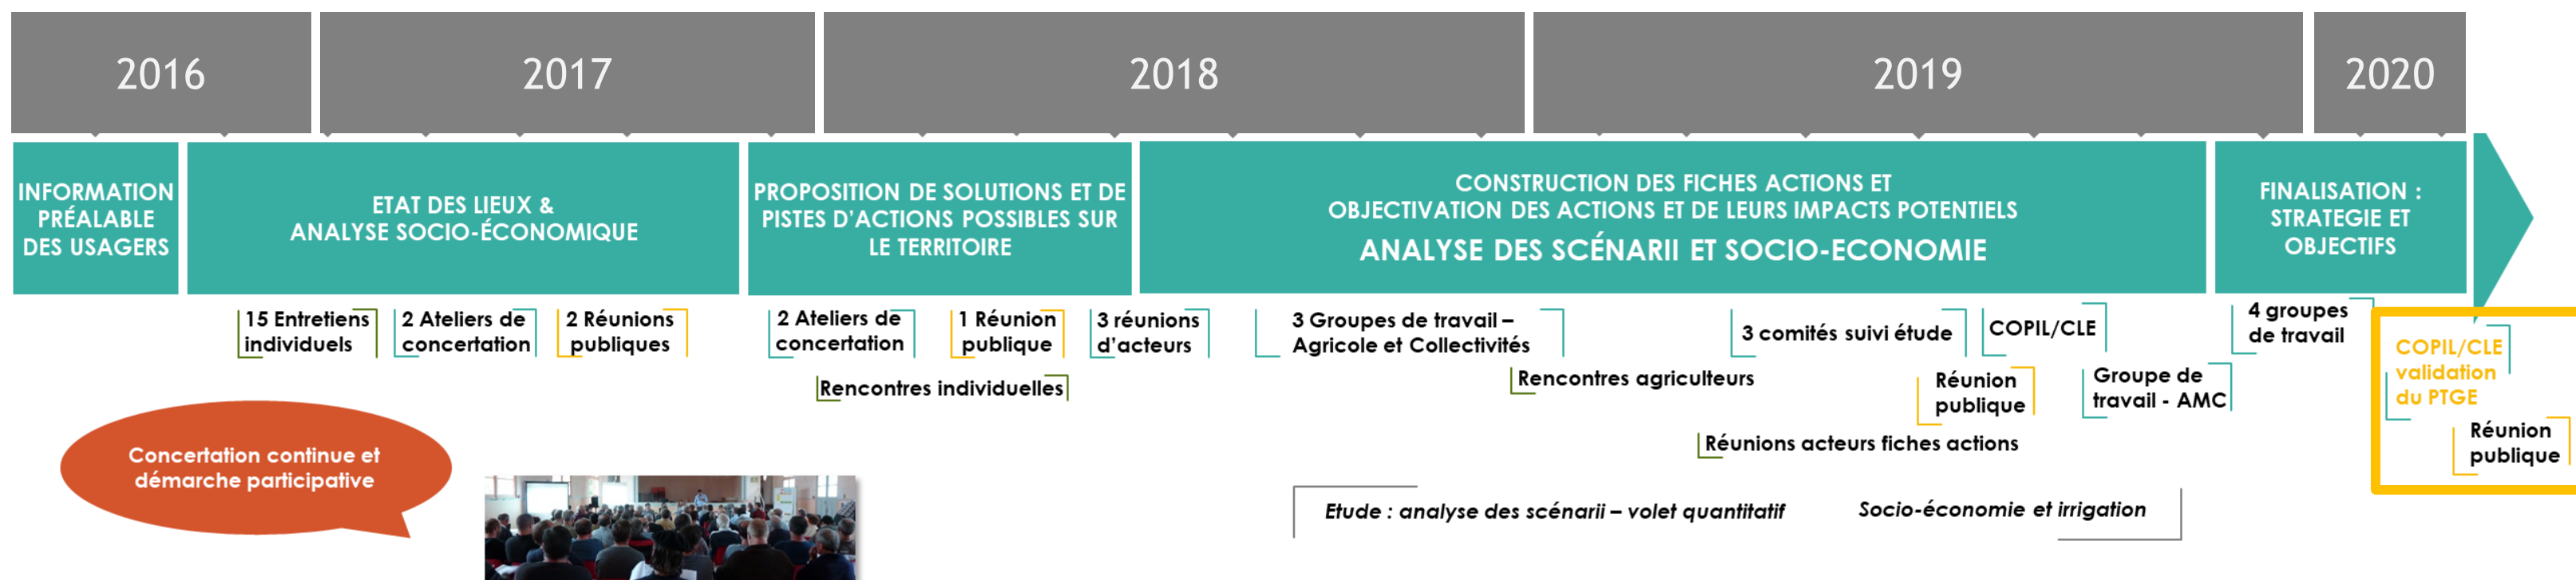 2016
2017
2018
2019
2020
INFORMATION
PRÉALABLE
DES USAGERS
ETAT DES LIEUX &
ANALYSE SOCIO-ÉCONOMIQUE
PROPOSITION DE SOLUTIONS ET DE
PISTES D'ACTIONS POSSIBLES SUR
LE TERRITOIRE
CONSTRUCTION DES FICHES ACTIONS ET
OBJECTIVATION DES ACTIONS ET DE LEURS IMPACTS POTENTIELS
ANALYSE DES SCÉNARII ET SOCIO-ECONOMIE
FINALISATION :
STRATEGIE ET
OBJECTIFS
15 Entretiens
individuels
2 Ateliers de
concertation
2 Réunions
publiques
2 Ateliers de
concertation
1 Réunion
publique
3 réunions
d'acteurs
Rencontres individuelles
3 Groupes de travail –
Agricole et Collectivités
Rencontres agriculteurs
3 comités suivi étude
COPIL/CLE
Réunion
publique
Groupe de
travail - AMC
Réunions acteurs fiches actions
4 groupes
de travail
COPIL/CLE
validation
du PTGE
Réunion
publique
Concertation continue et
démarche participative
Etude : analyse des scénarii – volet quantitatif
Socio-économie et irrigation